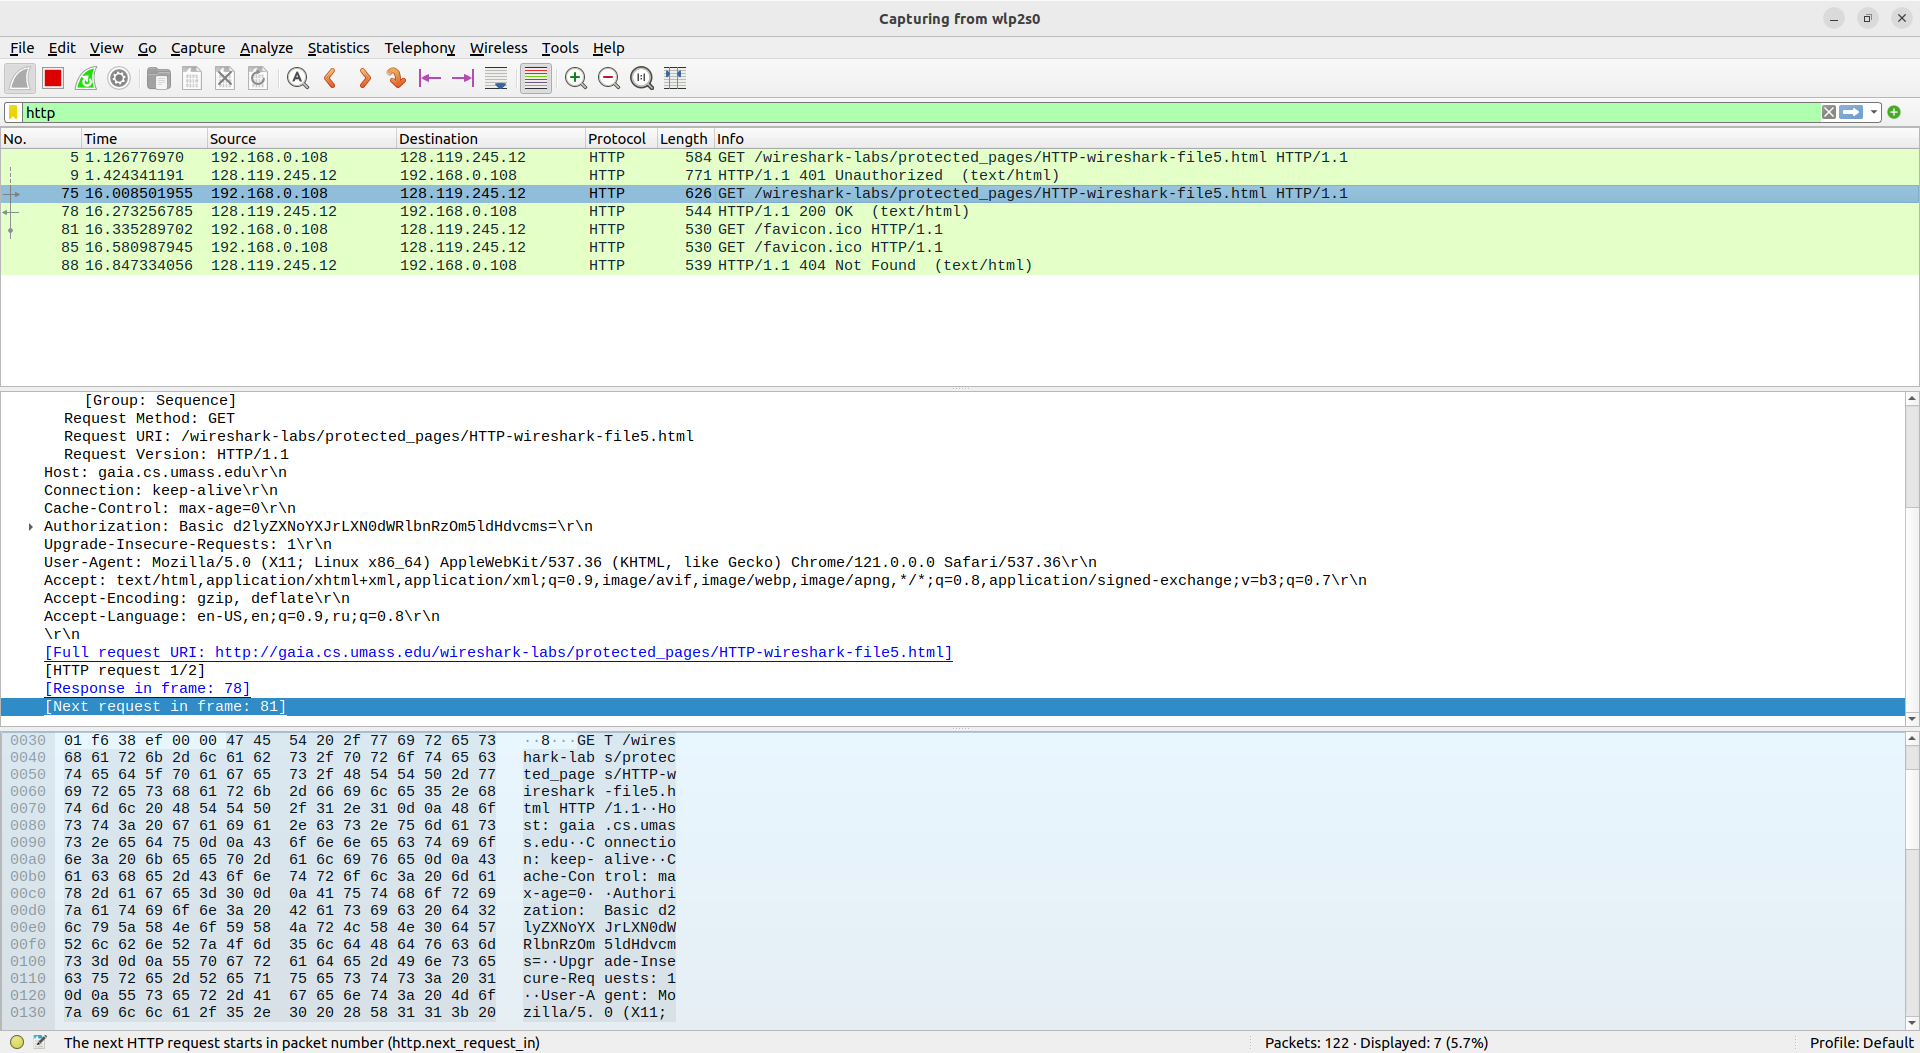 Capturing from wlp2s0
File Edit View Go Capture Analyze Statistics Telephony Wireless Tools Help
http
No. Time Source Destination Protocol Length Info
5 1.126776970 192.168.0.108 128.119.245.12 HTTP 584 GET /wireshark-labs/protected_pages/HTTP-wireshark-file5.html HTTP/1.1
9 1.424341191 128.119.245.12 192.168.0.108 HTTP 771 HTTP/1.1 401 Unauthorized (text/html)
75 16.008501955 192.168.0.108 128.119.245.12 HTTP 626 GET /wireshark-labs/protected_pages/HTTP-wireshark-file5.html HTTP/1.1
78 16.273256785 128.119.245.12 192.168.0.108 HTTP 544 HTTP/1.1 200 OK (text/html)
81 16.335289702 192.168.0.108 128.119.245.12 HTTP 530 GET /favicon.ico HTTP/1.1
85 16.580987945 192.168.0.108 128.119.245.12 HTTP 530 GET /favicon.ico HTTP/1.1
88 16.847334056 128.119.245.12 192.168.0.108 HTTP 539 HTTP/1.1 404 Not Found (text/html)
[Group: Sequence]
Request Method: GET
Request URI: /wireshark-labs/protected_pages/HTTP-wireshark-file5.html
Request Version: HTTP/1.1
Host: gaia.cs.umass.edu\r\n
Connection: keep-alive\r\n
Cache-Control: max-age=0\r\n
Authorization: Basic d2lyZXNoYXJrLXN0dWRlbnRzOm5ldHdvcms=\r\n
Upgrade-Insecure-Requests: 1\r\n
User-Agent: Mozilla/5.0 (X11; Linux x86_64) AppleWebKit/537.36 (KHTML, like Gecko) Chrome/121.0.0.0 Safari/537.36\r\n
Accept: text/html,application/xhtml+xml,application/xml;q=0.9,image/avif,image/webp,image/apng,*/*;q=0.8,application/signed-exchange;v=b3;q=0.7\r\n
Accept-Encoding: gzip, deflate\r\n
Accept-Language: en-US,en;q=0.9,ru;q=0.8\r\n
\r\n
[Full request URI: http://gaia.cs.umass.edu/wireshark-labs/protected_pages/HTTP-wireshark-file5.html]
[HTTP request 1/2]
[Response in frame: 78]
[Next request in frame: 81]
0030 01 f6 38 ef 00 00 47 45 54 20 2f 77 69 72 65 73 ··8···GE T /wires
0040 68 61 72 6b 2d 6c 61 62 73 2f 70 72 6f 74 65 63 hark-lab s/protec
0050 74 65 64 5f 70 61 67 65 73 2f 48 54 54 50 2d 77 ted_page s/HTTP-w
0060 69 72 65 73 68 61 72 6b 2d 66 69 6c 65 35 2e 68 ireshark -file5.h
0070 74 6d 6c 20 48 54 54 50 2f 31 2e 31 0d 0a 48 6f tml HTTP /1.1··Ho
0080 73 74 3a 20 67 61 69 61 2e 63 73 2e 75 6d 61 73 st: gaia .cs.umas
0090 73 2e 65 64 75 0d 0a 43 6f 6e 6e 65 63 74 69 6f s.edu··C onnectio
00a0 6e 3a 20 6b 65 65 70 2d 61 6c 69 76 65 0d 0a 43 n: keep- alive··C
00b0 61 63 68 65 2d 43 6f 6e 74 72 6f 6c 3a 20 6d 61 ache-Con trol: ma
00c0 78 2d 61 67 65 3d 30 0d 0a 41 75 74 68 6f 72 69 x-age=0· ·Authori
00d0 7a 61 74 69 6f 6e 3a 20 42 61 73 69 63 20 64 32 zation: Basic d2
00e0 6c 79 5a 58 4e 6f 59 58 4a 72 4c 58 4e 30 64 57 lyZXNoYX JrLXN0dW
00f0 52 6c 62 6e 52 7a 4f 6d 35 6c 64 48 64 76 63 6d RlbnRzOm 5ldHdvcm
0100 73 3d 0d 0a 55 70 67 72 61 64 65 2d 49 6e 73 65 s=··Upgr ade-Inse
0110 63 75 72 65 2d 52 65 71 75 65 73 74 73 3a 20 31 cure-Req uests: 1
0120 0d 0a 55 73 65 72 2d 41 67 65 6e 74 3a 20 4d 6f ··User-A gent: Mo
0130 7a 69 6c 6c 61 2f 35 2e 30 20 28 58 31 31 3b 20 zilla/5. 0 (X11;
The next HTTP request starts in packet number (http.next_request_in) Packets: 122 · Displayed: 7 (5.7%) Profile: Default